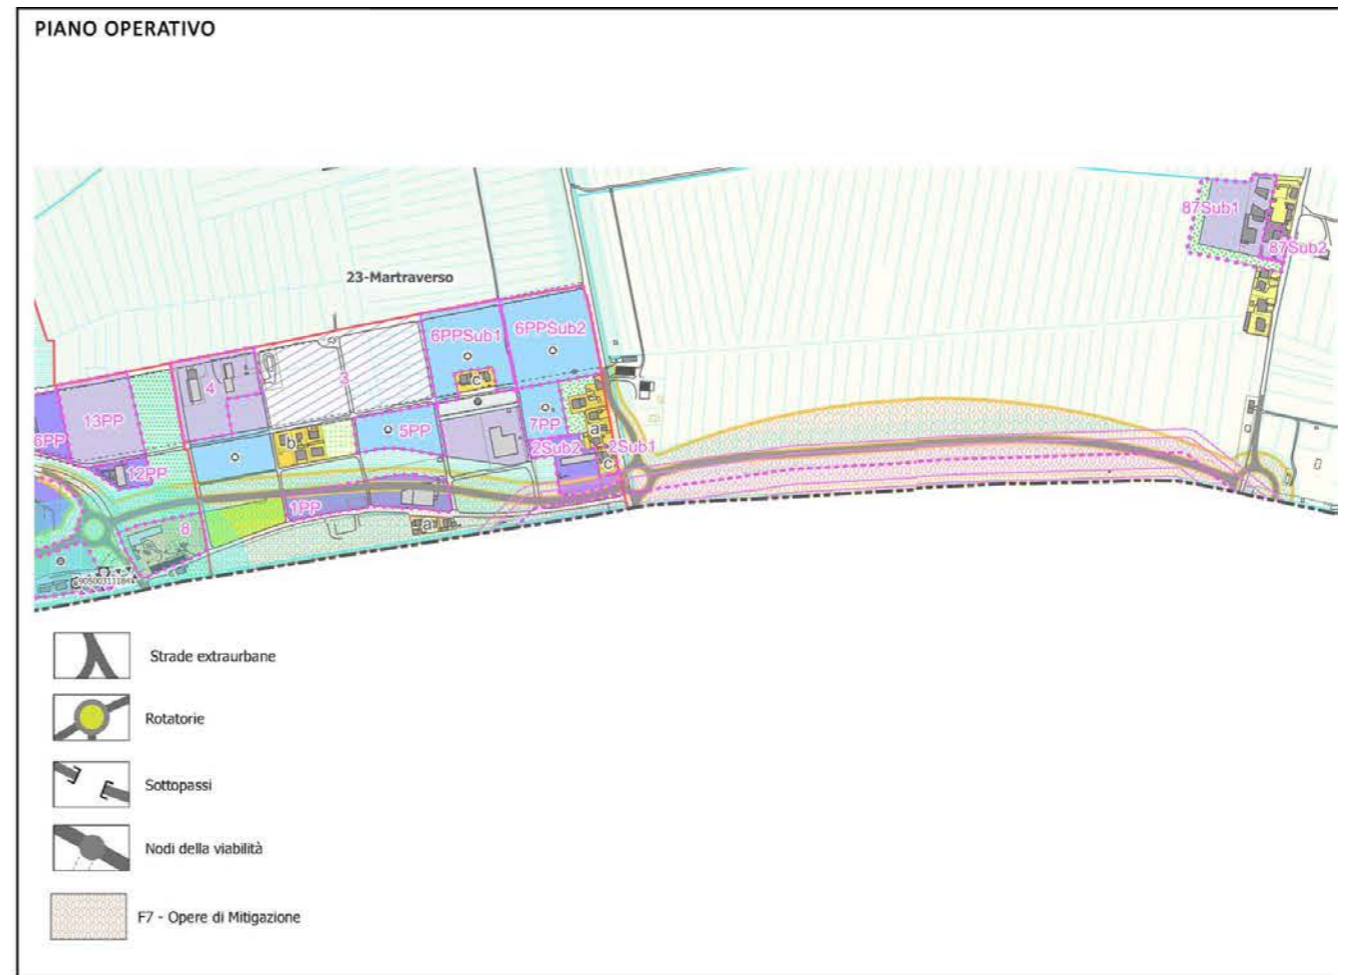 PIANO OPERATIVO
87Sub1
87Sub2
23-Martraverso
6PPSub1
6PPSub2
4
3
c
13PP
6PP
5PP
7PP
a
b
2Sub2
2Sub1
c
12PP
1PP
8
a
Strade extraurbane
Rotatorie
Sottopassi
Nodi della viabilità
F7 - Opere di Mitigazione